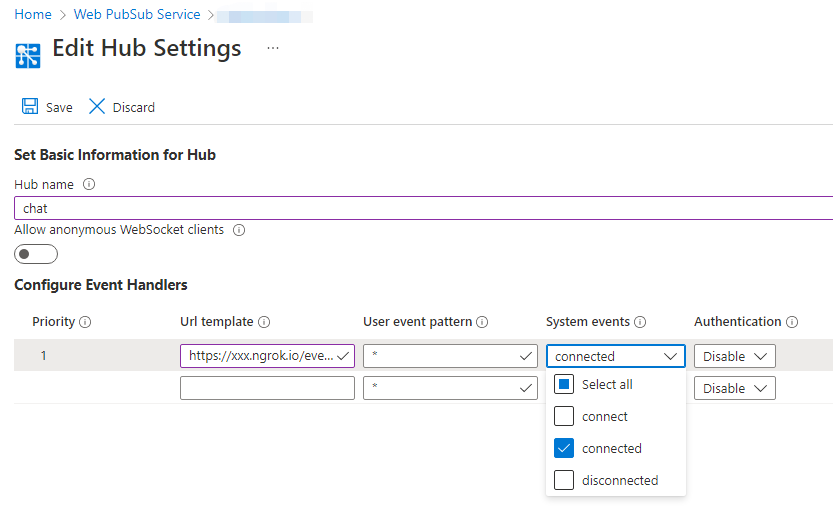 Home > Web PubSub Service >
Edit Hub Settings ...
Save Discard
Set Basic Information for Hub
Hub name
chat
Allow anonymous WebSocket clients
Configure Event Handlers
Priority Url template User event pattern System events Authentication
1 https://xxx.ngrok.io/eve... * connected Disable
* Disable
Select all
connect
connected
disconnected